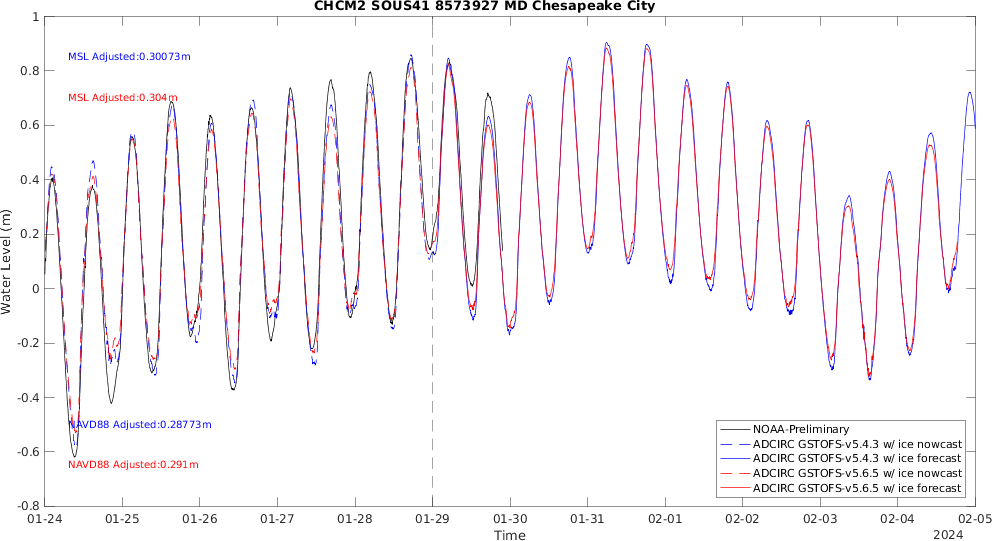 CHCM2 SOUS41 8573927 MD Chesapeake City
1
0.8
0.6
0.4
0.2
0
-0.2
-0.4
-0.6
-0.8
Water Level (m)
MSL Adjusted:0.30073m
MSL Adjusted:0.304m
NAVD88 Adjusted:0.28773m
NAVD88 Adjusted:0.291m
NOAA-Preliminary
ADCIRC GSTOFS-v5.4.3 w/ ice nowcast
ADCIRC GSTOFS-v5.4.3 w/ ice forecast
ADCIRC GSTOFS-v5.6.5 w/ ice nowcast
ADCIRC GSTOFS-v5.6.5 w/ ice forecast
01-24 01-25 01-26 01-27 01-28 01-29 01-30 01-31 02-01 02-02 02-03 02-04 02-05
Time
2024